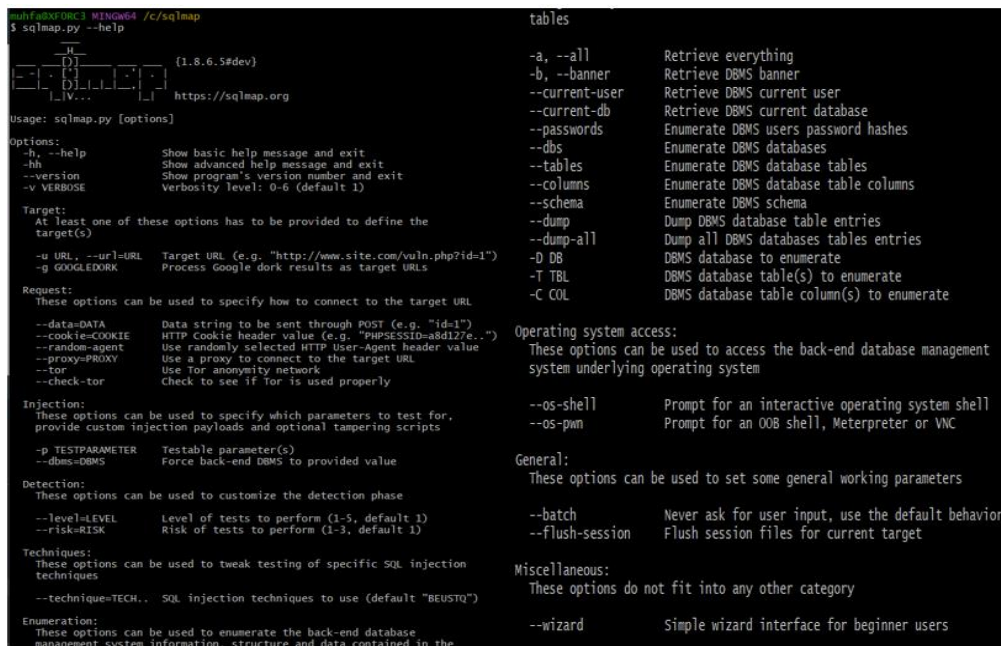 muhfa@XFORC3 MINGW64 /c/sqlmap
$ sqlmap.py --help
        ___
       __H__
 ___ ___[)]_____ ___ ___  {1.8.6.5#dev}
|_ -| . [']     | .'| . |
|___|_  [)]_|_|_|__,|  _|
      |_|V...       |_|   https://sqlmap.org
Usage: sqlmap.py [options]
Options:
-h, --help Show basic help message and exit
-hh Show advanced help message and exit
--version Show program's version number and exit
-v VERBOSE Verbosity level: 0-6 (default 1)
Target:
At least one of these options has to be provided to define the
target(s)
-u URL, --url=URL Target URL (e.g. "http://www.site.com/vuln.php?id=1")
-g GOOGLEDORK Process Google dork results as target URLs
Request:
These options can be used to specify how to connect to the target URL
--data=DATA Data string to be sent through POST (e.g. "id=1")
--cookie=COOKIE HTTP Cookie header value (e.g. "PHPSESSID=a8d127e..")
--random-agent Use randomly selected HTTP User-Agent header value
--proxy=PROXY Use a proxy to connect to the target URL
--tor Use Tor anonymity network
--check-tor Check to see if Tor is used properly
Injection:
These options can be used to specify which parameters to test for,
provide custom injection payloads and optional tampering scripts
-p TESTPARAMETER Testable parameter(s)
--dbms=DBMS Force back-end DBMS to provided value
Detection:
These options can be used to customize the detection phase
--level=LEVEL Level of tests to perform (1-5, default 1)
--risk=RISK Risk of tests to perform (1-3, default 1)
Techniques:
These options can be used to tweak testing of specific SQL injection
techniques
--technique=TECH.. SQL injection techniques to use (default "BEUSTQ")
Enumeration:
These options can be used to enumerate the back-end database
management system information, structure and data contained in the
tables
-a, --all Retrieve everything
-b, --banner Retrieve DBMS banner
--current-user Retrieve DBMS current user
--current-db Retrieve DBMS current database
--passwords Enumerate DBMS users password hashes
--dbs Enumerate DBMS databases
--tables Enumerate DBMS database tables
--columns Enumerate DBMS database table columns
--schema Enumerate DBMS schema
--dump Dump DBMS database table entries
--dump-all Dump all DBMS databases tables entries
-D DB DBMS database to enumerate
-T TBL DBMS database table(s) to enumerate
-C COL DBMS database table column(s) to enumerate
Operating system access:
These options can be used to access the back-end database management
system underlying operating system
--os-shell Prompt for an interactive operating system shell
--os-pwn Prompt for an OOB shell, Meterpreter or VNC
General:
These options can be used to set some general working parameters
--batch Never ask for user input, use the default behavior
--flush-session Flush session files for current target
Miscellaneous:
These options do not fit into any other category
--wizard Simple wizard interface for beginner users